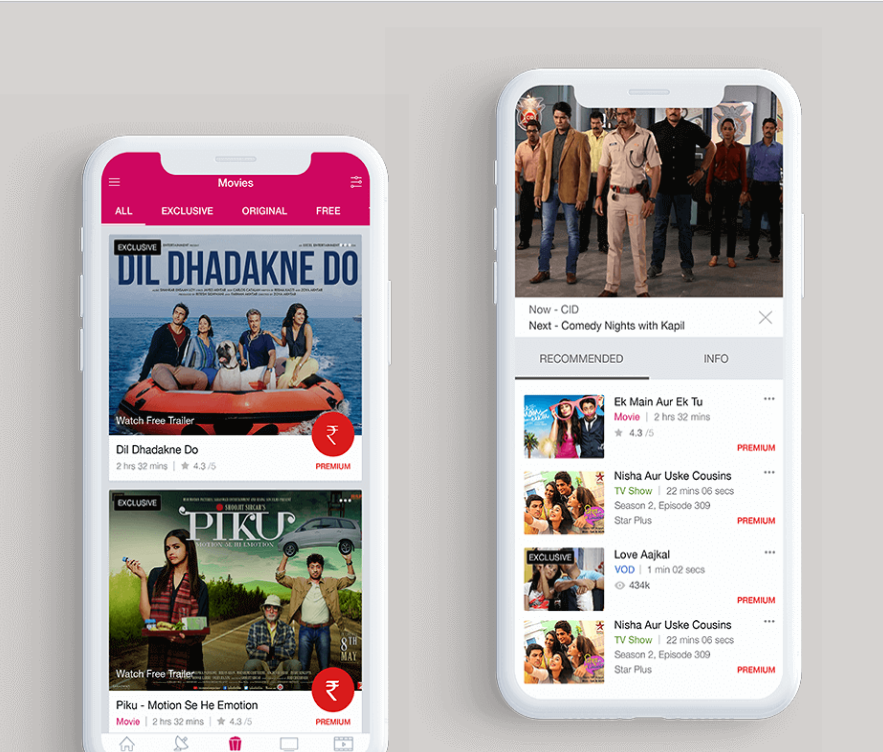 Movies
ALL EXCLUSIVE ORIGINAL FREE
EXCLUSIVE
DIL DHADAKNE DO
Watch Free Trailer
₹
Dil Dhadakne Do
2 hrs 32 mins | 4.3 /5
PREMIUM
EXCLUSIVE
SHOOJIT SIRCAR'S
PIKU
MOTION SE HI EMOTION
8TH
MAY
Watch Free Trailer
₹
Piku - Motion Se He Emotion
Movie | 2 hrs 32 mins | 4.3 /5
PREMIUM
Now - CID
Next - Comedy Nights with Kapil
RECOMMENDED INFO
Ek Main Aur Ek Tu
Movie | 2 hrs 32 mins
4.3 /5
PREMIUM
Nisha Aur Uske Cousins
TV Show | 22 mins 06 secs
Season 2, Episode 309
Star Plus
PREMIUM
EXCLUSIVE
Love Aajkal
VOD | 1 min 02 secs
434k
PREMIUM
Nisha Aur Uske Cousins
TV Show | 22 mins 06 secs
Season 2, Episode 309
Star Plus
PREMIUM